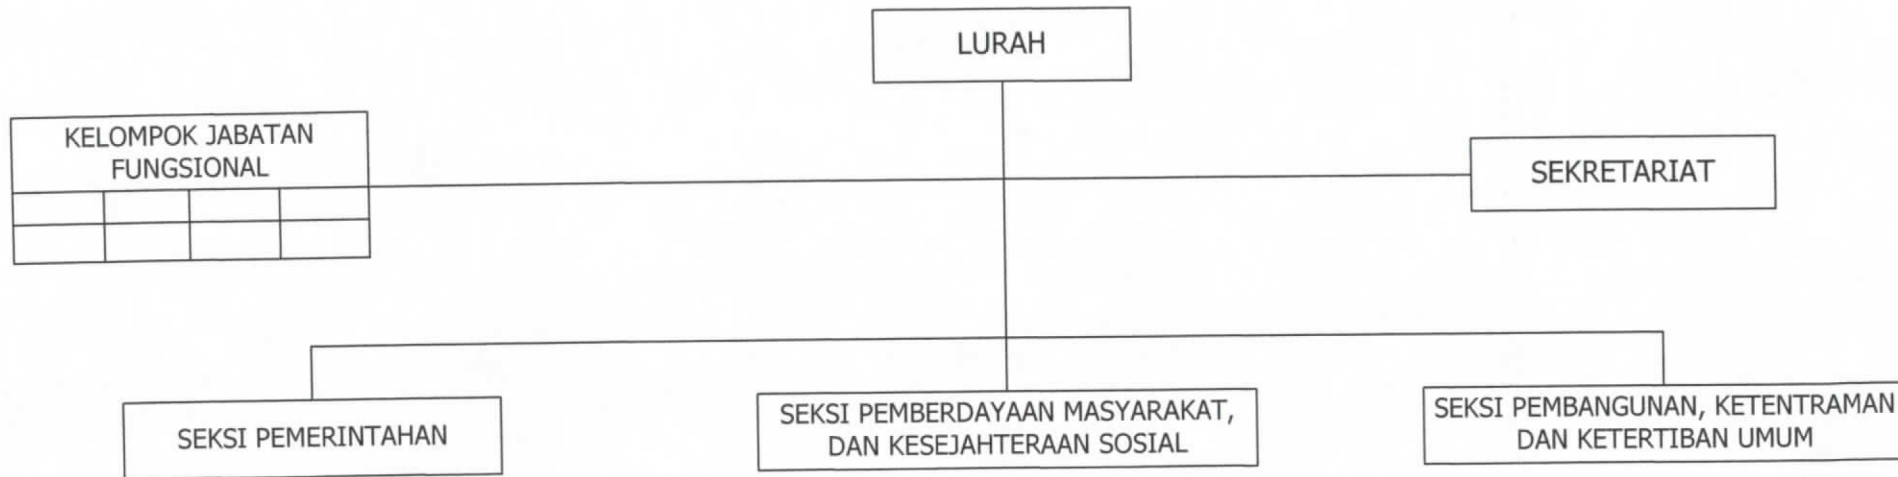 LURAH
KELOMPOK JABATAN
FUNGSIONAL
SEKRETARIAT
SEKSI PEMERINTAHAN
SEKSI PEMBERDAYAAN MASYARAKAT,
DAN KESEJAHTERAAN SOSIAL
SEKSI PEMBANGUNAN, KETENTRAMAN
DAN KETERTIBAN UMUM